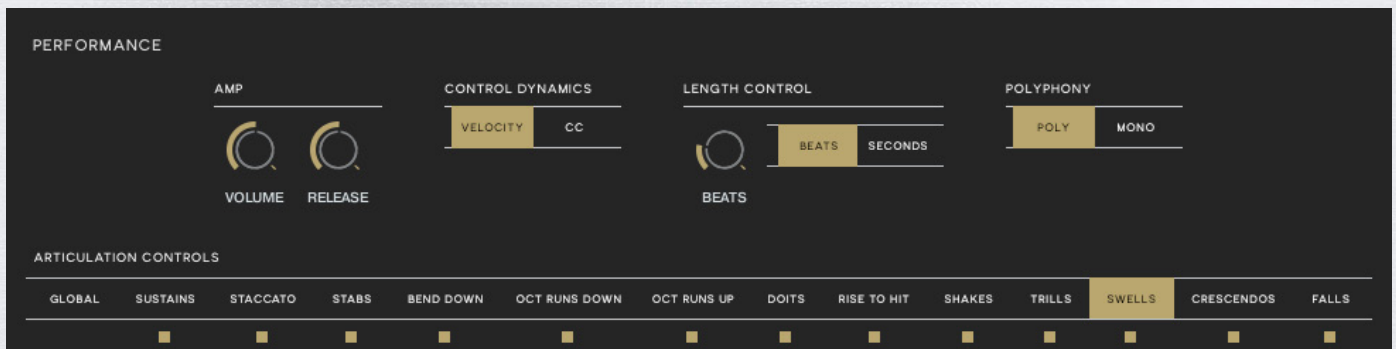 PERFORMANCE
AMP CONTROL DYNAMICS LENGTH CONTROL POLYPHONY
VELOCITY CC BEATS SECONDS POLY MONO
VOLUME RELEASE BEATS
ARTICULATION CONTROLS
GLOBAL SUSTAINS STACCATO STABS BEND DOWN OCT RUNS DOWN OCT RUNS UP DOITS RISE TO HIT SHAKES TRILLS SWELLS CRESCENDOS FALLS